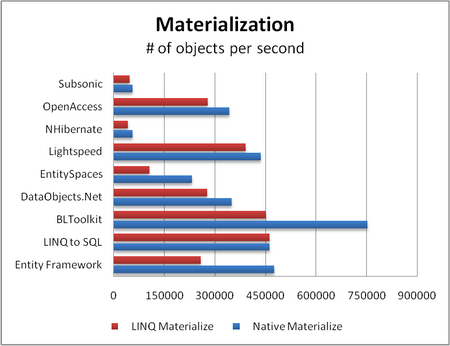 Materialization
# of objects per second
Subsonic
OpenAccess
NHibernate
Lightspeed
EntitySpaces
DataObjects.Net
BLToolkit
LINQ to SQL
Entity Framework
0 150000 300000 450000 600000 750000 900000
LINQ Materialize Native Materialize